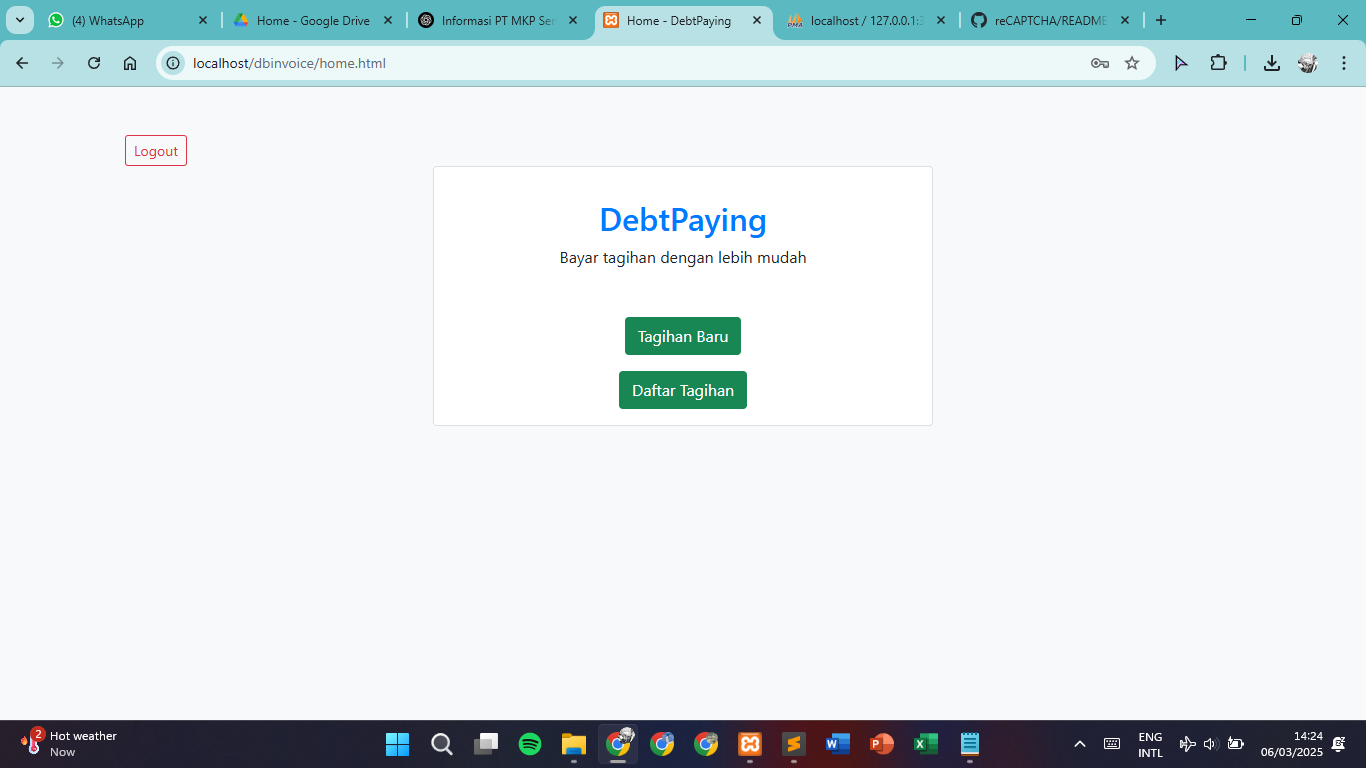 (4) WhatsApp
Home - Google Drive
Informasi PT MKP Ser
Home - DebtPaying
localhost / 127.0.0.1:3
reCAPTCHA/README
localhost/dbinvoice/home.html
Logout
DebtPaying
Bayar tagihan dengan lebih mudah
Tagihan Baru
Daftar Tagihan
2
Hot weather
Now
ENG
INTL
14:24
06/03/2025